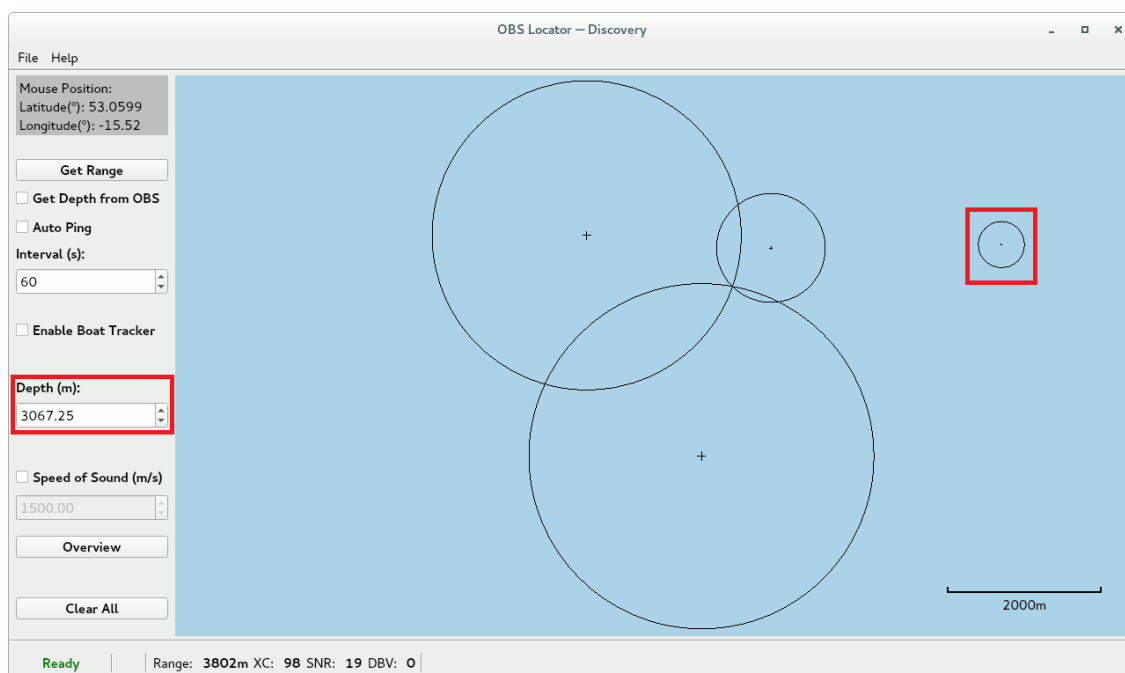 OBS Locator — Discovery
File Help
Mouse Position:
Latitude(°): 53.0599
Longitude(°): -15.52
Get Range
Get Depth from OBS
Auto Ping
Interval (s):
60
Enable Boat Tracker
Depth (m):
3067.25
Speed of Sound (m/s)
1500.00
Overview
Clear All
2000m
Ready Range: 3802m XC: 98 SNR: 19 DBV: 0